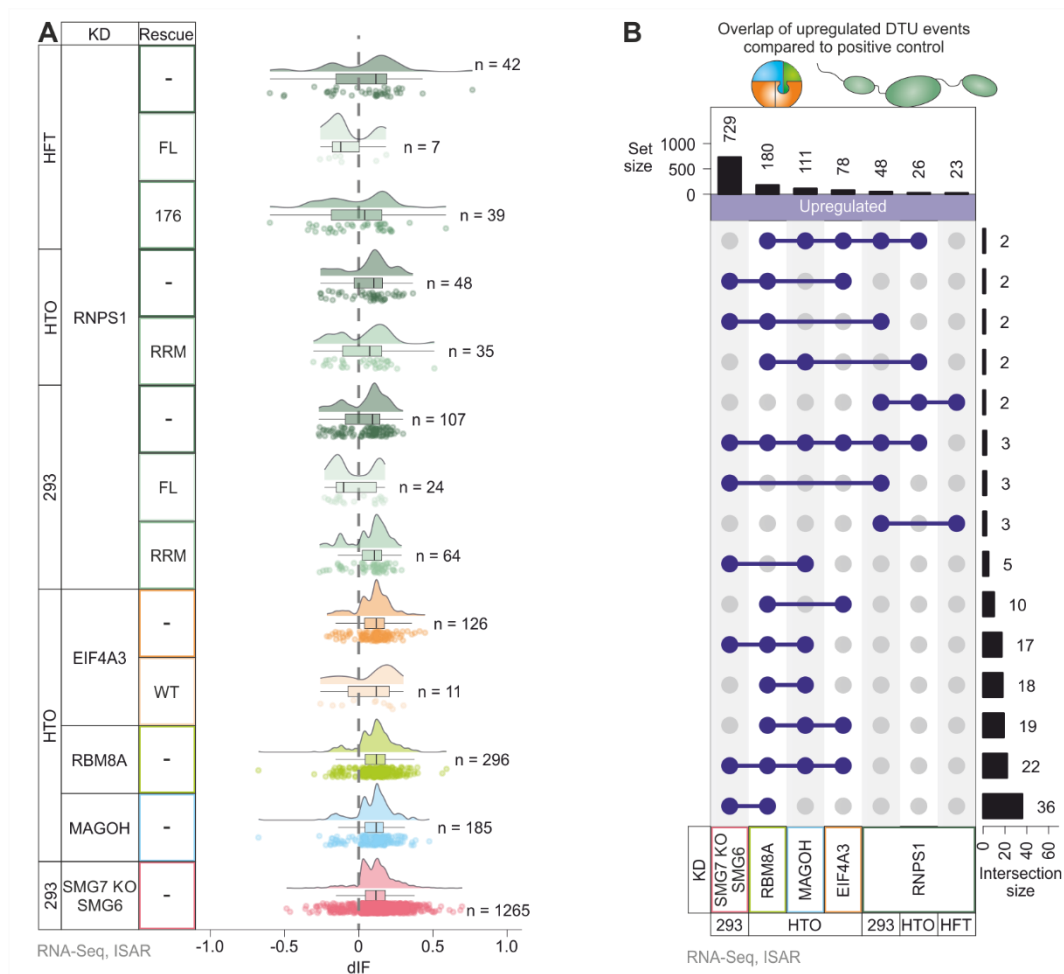 A
KD Rescue
HFT
HTO
293
HTO
293
RNPS1
EIF4A3
RBM8A
MAGOH
SMG7 KO
SMG6
-
FL
176
-
RRM
-
FL
RRM
-
WT
-
-
-
n = 42
n = 7
n = 39
n = 48
n = 35
n = 107
n = 24
n = 64
n = 126
n = 11
n = 296
n = 185
n = 1265
-1.0 -0.5 0 0.5 1.0
dIF
RNA-Seq, ISAR
B
Overlap of upregulated DTU events
compared to positive control
Set
size
1000
500
0
729 180 111 78 48 26 23
Upregulated
2
2
2
2
2
3
3
3
5
10
17
18
19
22
36
0 20 40 60
Intersection
size
KD
SMG7 KO
SMG6
RBM8A
MAGOH
EIF4A3
RNPS1
293 HTO 293 HTO HFT
RNA-Seq, ISAR